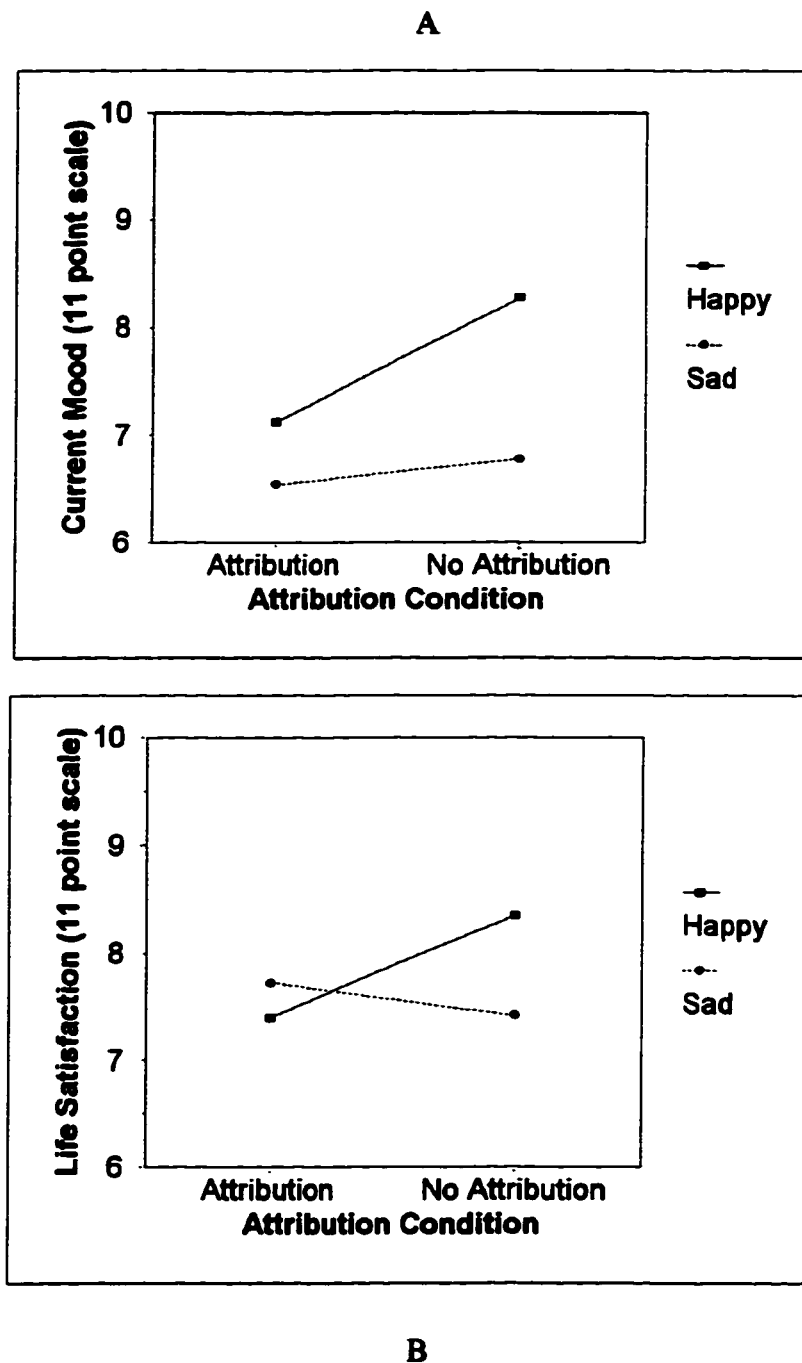 A
Current Mood (11 point scale)
10
9
8
7
6
Attribution No Attribution
Attribution Condition
Happy
Sad
Life Satisfaction (11 point scale)
10
9
8
7
6
Attribution No Attribution
Attribution Condition
Happy
Sad
B